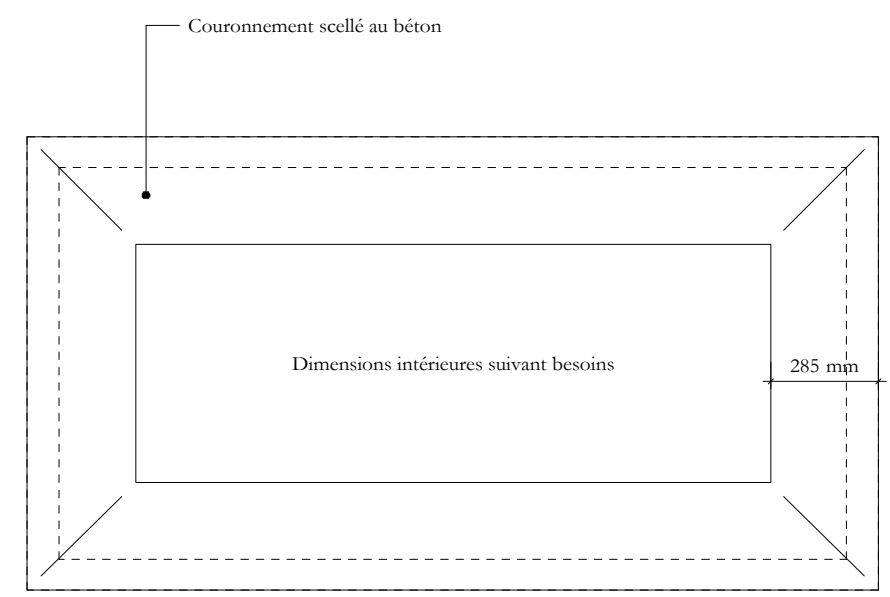 Couronnement scellé au béton
Dimensions intérieures suivant besoins
285 mm